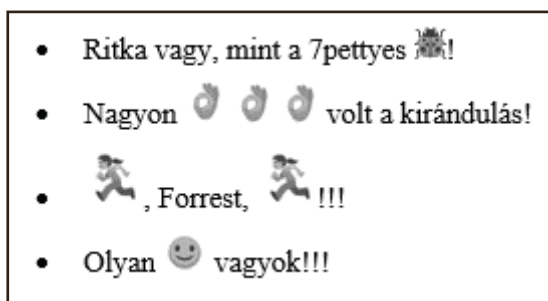 • Ritka vagy, mint a 7pettyes 🐞!
• Nagyon 👌 👌 👌 volt a kirándulás!
• 🏃, Forrest, 🏃!!!
• Olyan 🙂 vagyok!!!